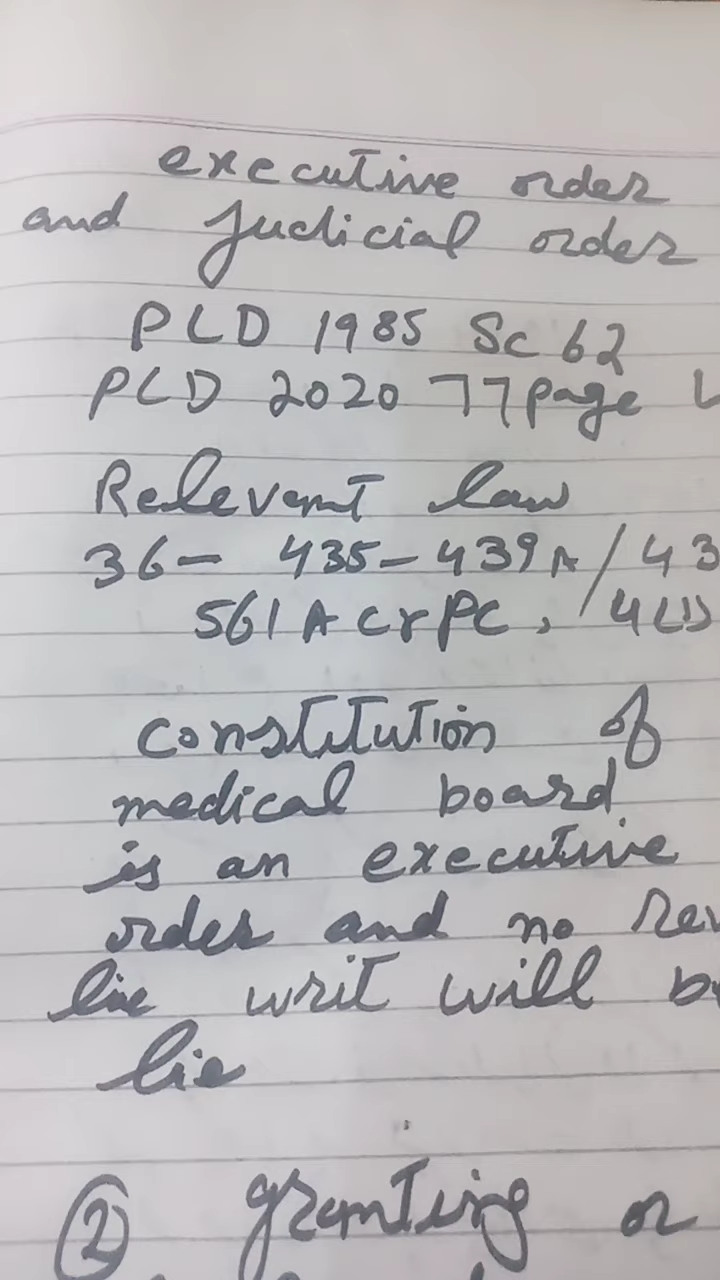 executive order
and judicial order
PLD 1985 Sc 62
PLD 2020 77 page L
Relevent law
36 - 435 - 439 A / 43
561 A crPC, / 4
constitution of
medical board
is an executive
order and no Rev
lie writ will b
lie
② granting or